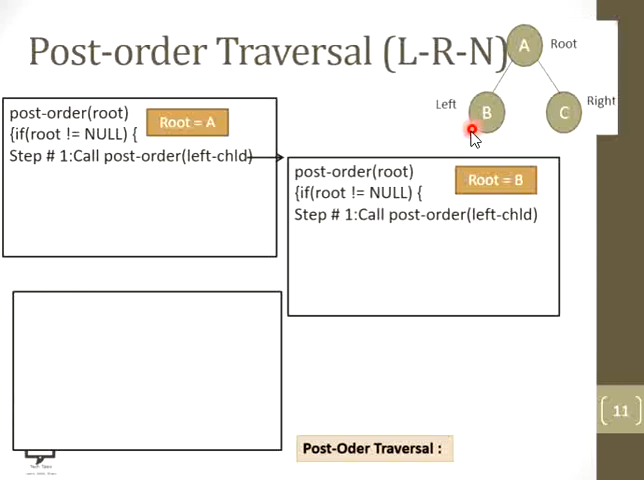 Post-order Traversal (L-R-N)
A
Root
Left
B
C
Right
post-order(root)
Root = A
{if(root != NULL) {
Step # 1:Call post-order(left-chld)
post-order(root)
Root = B
{if(root != NULL) {
Step # 1:Call post-order(left-chld)
11
Post-Oder Traversal :